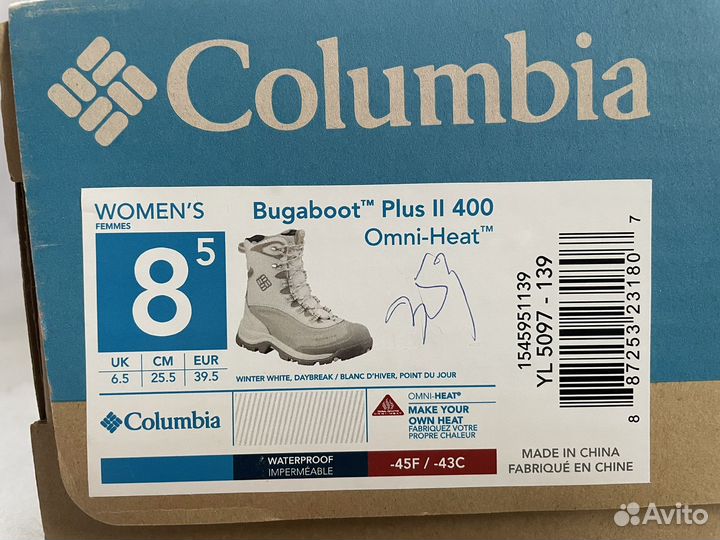 Columbia
WOMEN'S
FEMMES
8 5
UK CM EUR
6.5 25.5 39.5
Bugaboot™ Plus II 400
Omni-Heat™
WINTER WHITE, DAYBREAK / BLANC D'HIVER, POINT DU JOUR
1545951139
YL 5097 - 139
8 87253 23180 7
Columbia
WATERPROOF
IMPERMÉABLE
OMNI-HEAT®
MAKE YOUR
OWN HEAT
FABRIQUEZ VOTRE
PROPRE CHALEUR
-45F / -43C
MADE IN CHINA
FABRIQUÉ EN CHINE
Avito